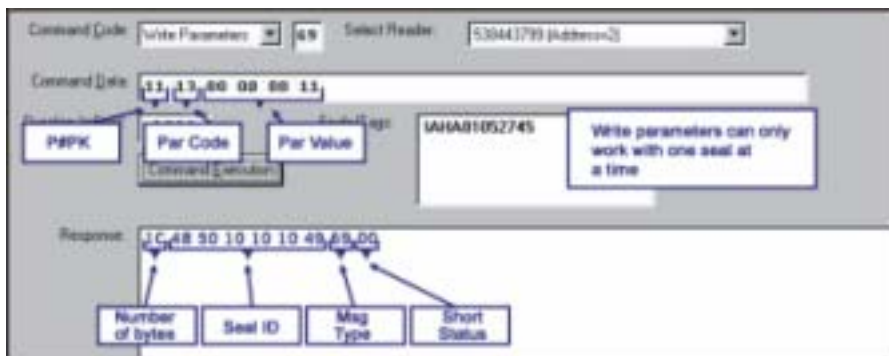 Command Code: Write Parameters 69 Select Reader: 538443799 (Address=2)
Command Data: 11 13 00 00 00 11
P#PK Par Code Par Value IAHA01052745 Write parameters can only
work with one seal at
a time
Command Execution
Response: 1C 48 50 10 10 10 49 69 00
Number
of bytes Seal ID Msg
Type Short
Status